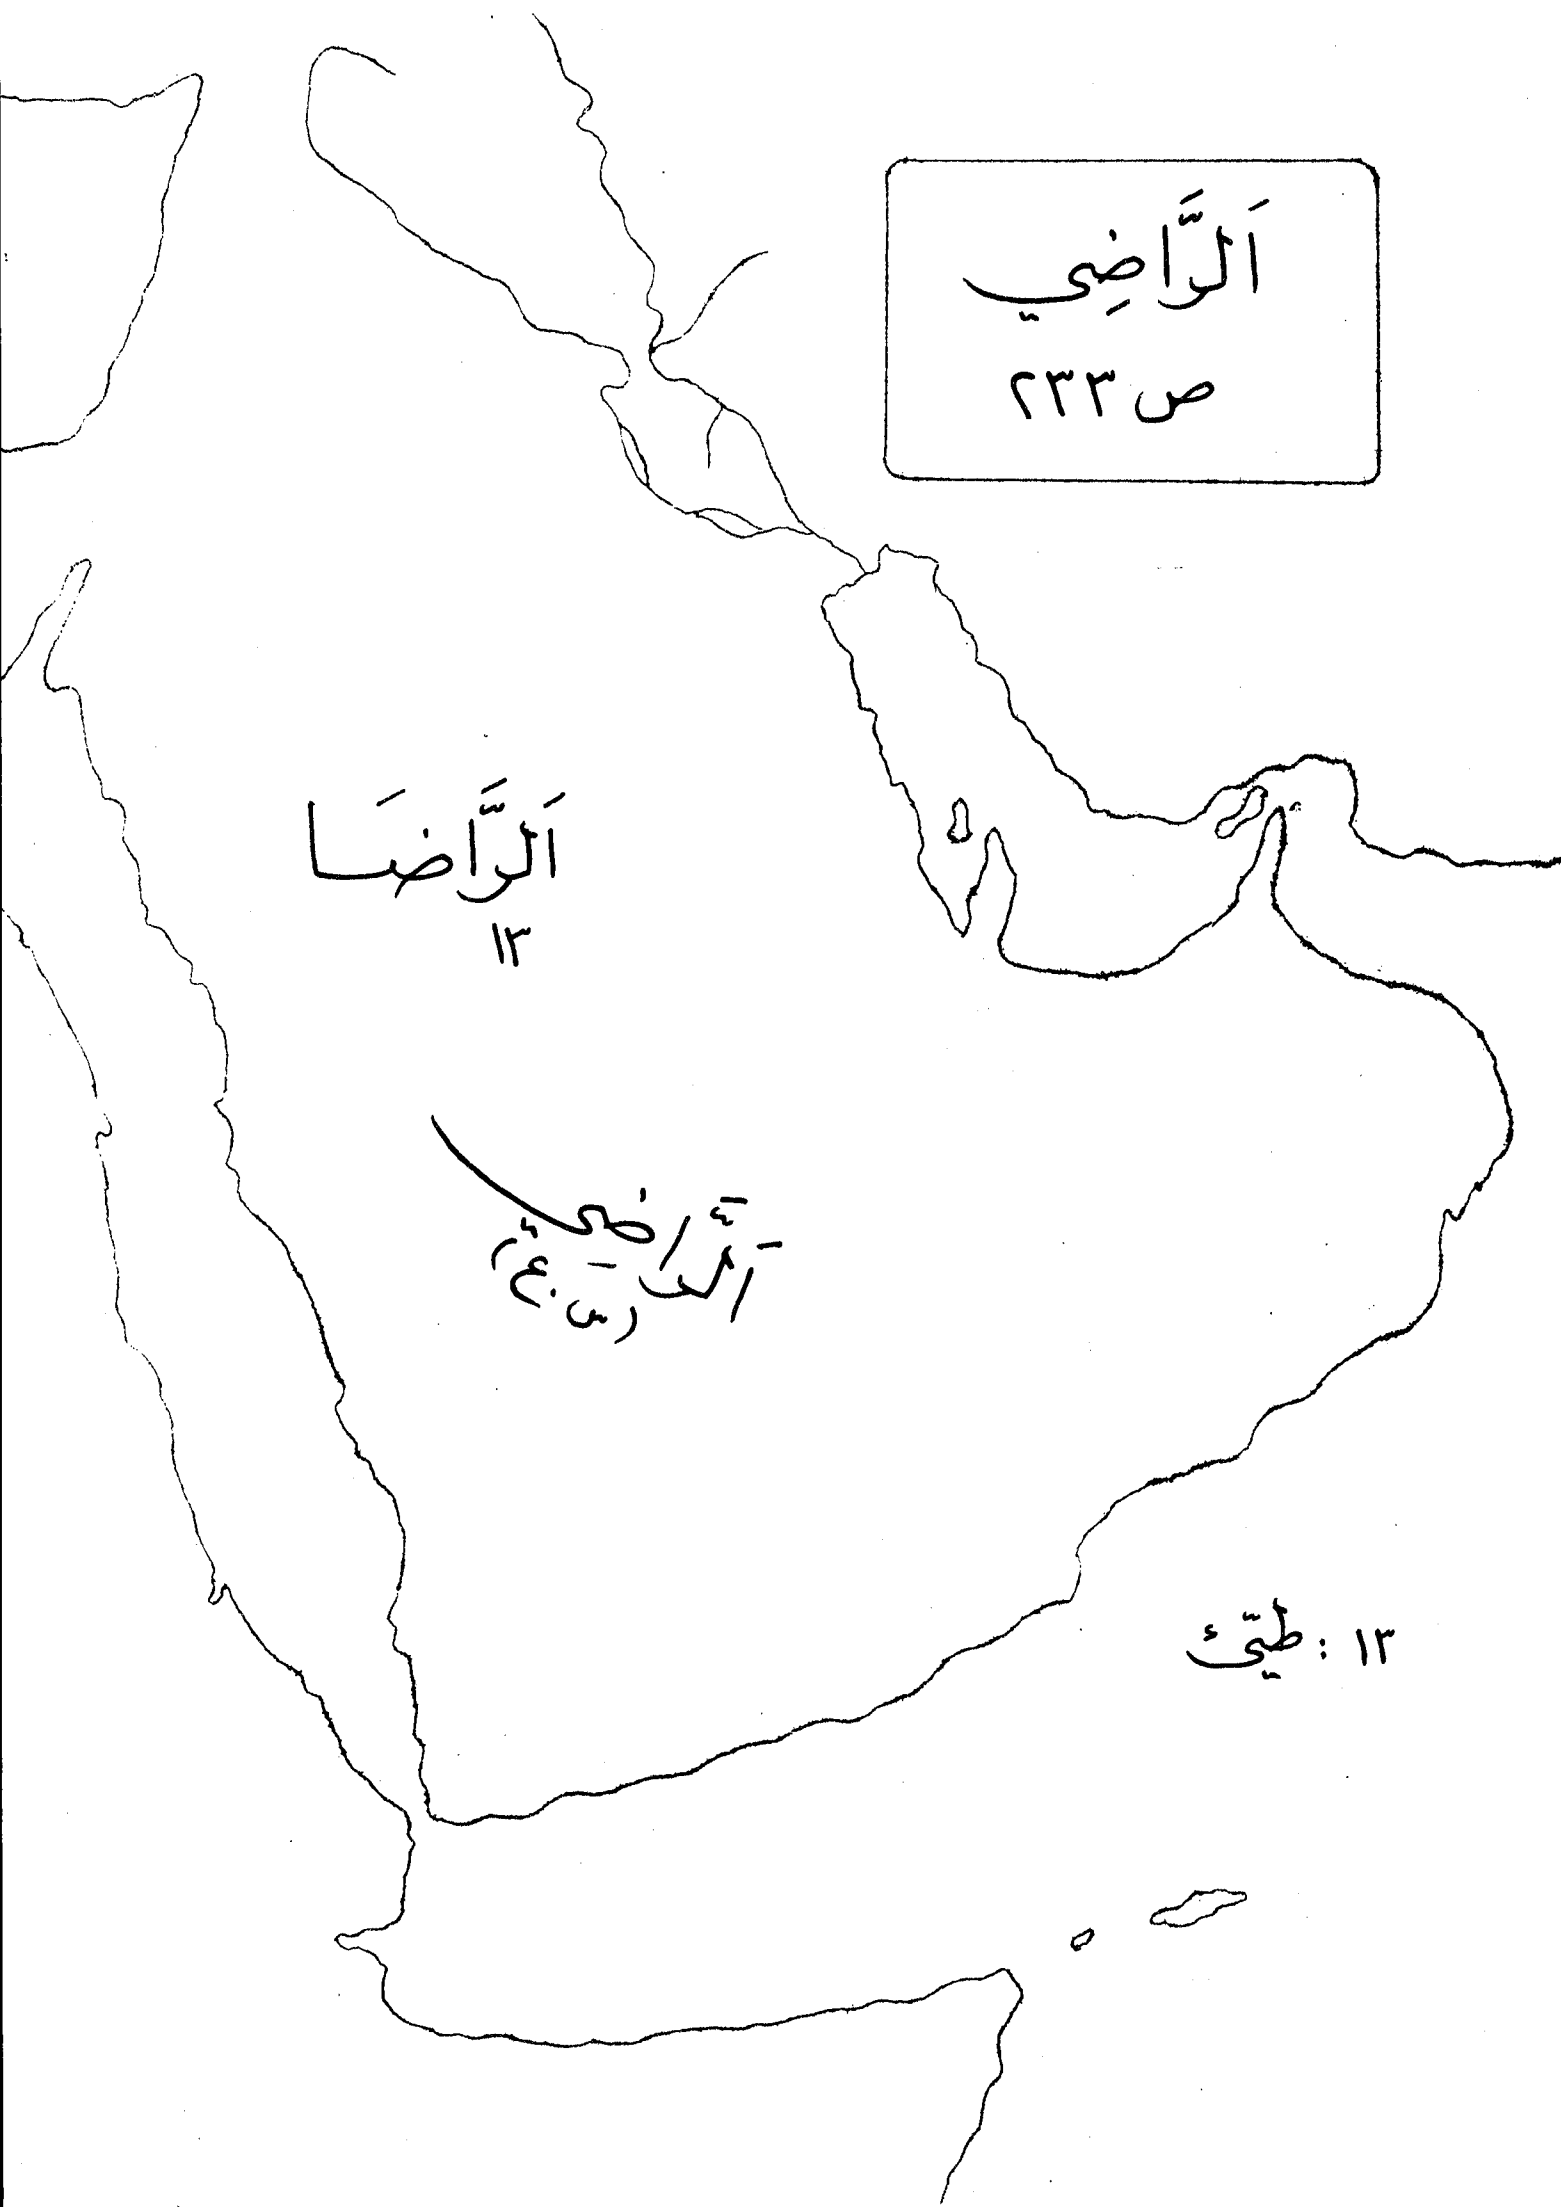 اَلرَّاضِي
ص ٢٣٣
اَلرَّاضَا
١٣
اَلرَّاضِي
(س.ع)
١٣ : طيّئ